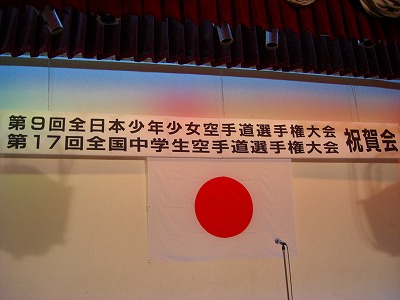 第9回全日本少年少女空手道選手権大会
第17回全国中学生空手道選手権大会
祝賀会